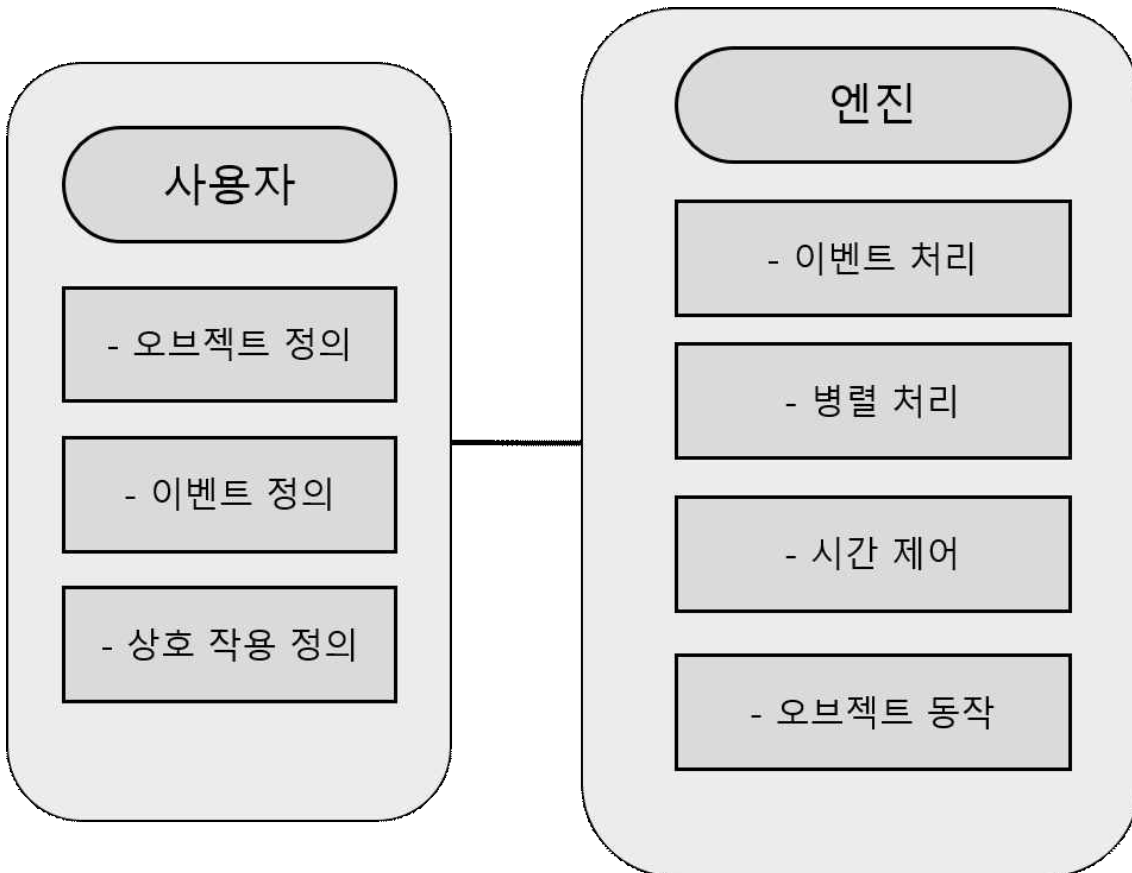 사용자
- 오브젝트 정의
- 이벤트 정의
- 상호 작용 정의
엔진
- 이벤트 처리
- 병렬 처리
- 시간 제어
- 오브젝트 동작